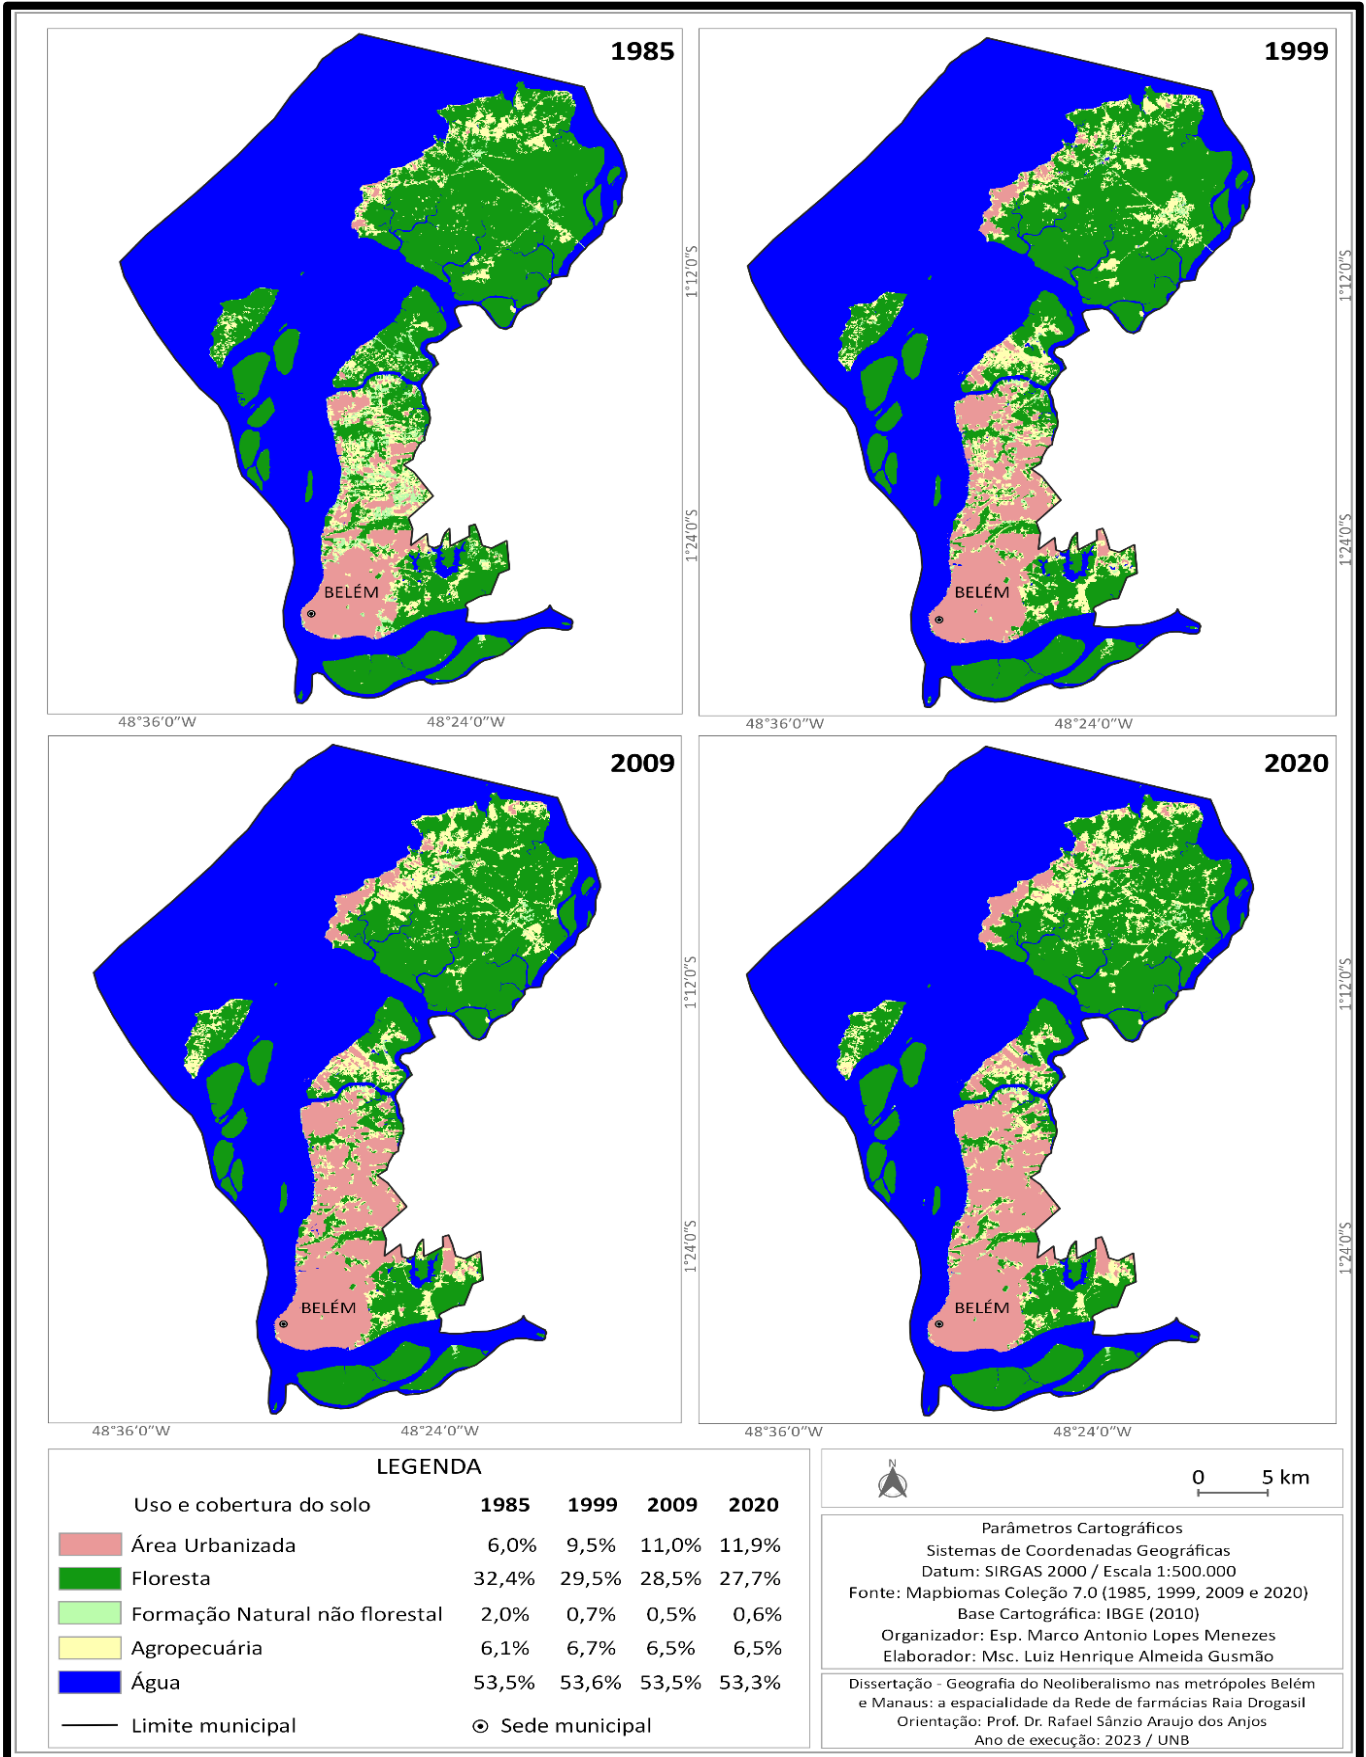 1985
1999
1°12'0"S
1°12'0"S
1°24'0"S
1°24'0"S
BELÉM
BELÉM
48°36'0"W
48°24'0"W
48°36'0"W
48°24'0"W
2009
2020
1°12'0"S
1°12'0"S
1°24'0"S
1°24'0"S
BELÉM
BELÉM
48°36'0"W
48°24'0"W
48°36'0"W
48°24'0"W
LEGENDA
Uso e cobertura do solo 1985 1999 2009 2020
Área Urbanizada 6,0% 9,5% 11,0% 11,9%
Floresta 32,4% 29,5% 28,5% 27,7%
Formação Natural não florestal 2,0% 0,7% 0,5% 0,6%
Agropecuária 6,1% 6,7% 6,5% 6,5%
Água 53,5% 53,6% 53,5% 53,3%
Limite municipal
Sede municipal
N
0 5 km
Parâmetros Cartográficos
Sistemas de Coordenadas Geográficas
Datum: SIRGAS 2000 / Escala 1:500.000
Fonte: Mapbiomas Coleção 7.0 (1985, 1999, 2009 e 2020)
Base Cartográfica: IBGE (2010)
Organizador: Esp. Marco Antonio Lopes Menezes
Elaborador: Msc. Luiz Henrique Almeida Gusmão
Dissertação - Geografia do Neoliberalismo nas metrópoles Belém
e Manaus: a espacialidade da Rede de farmácias Raia Drogasil
Orientação: Prof. Dr. Rafael Sânzio Araujo dos Anjos
Ano de execução: 2023 / UNB